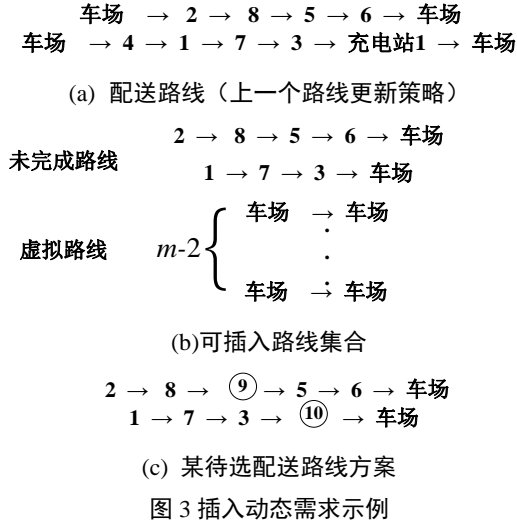 车场 → 2 → 8 → 5 → 6 → 车场
车场 → 4 → 1 → 7 → 3 → 充电站1 → 车场
(a) 配送路线（上一个路线更新策略）
2 → 8 → 5 → 6 → 车场
未完成路线
1 → 7 → 3 → 车场
车场 → 车场
虚拟路线 m-2
车场 → 车场
(b)可插入路线集合
2 → 8 → ⑨ → 5 → 6 → 车场
1 → 7 → 3 → ⑩ → 车场
(c) 某待选配送路线方案
图 3 插入动态需求示例